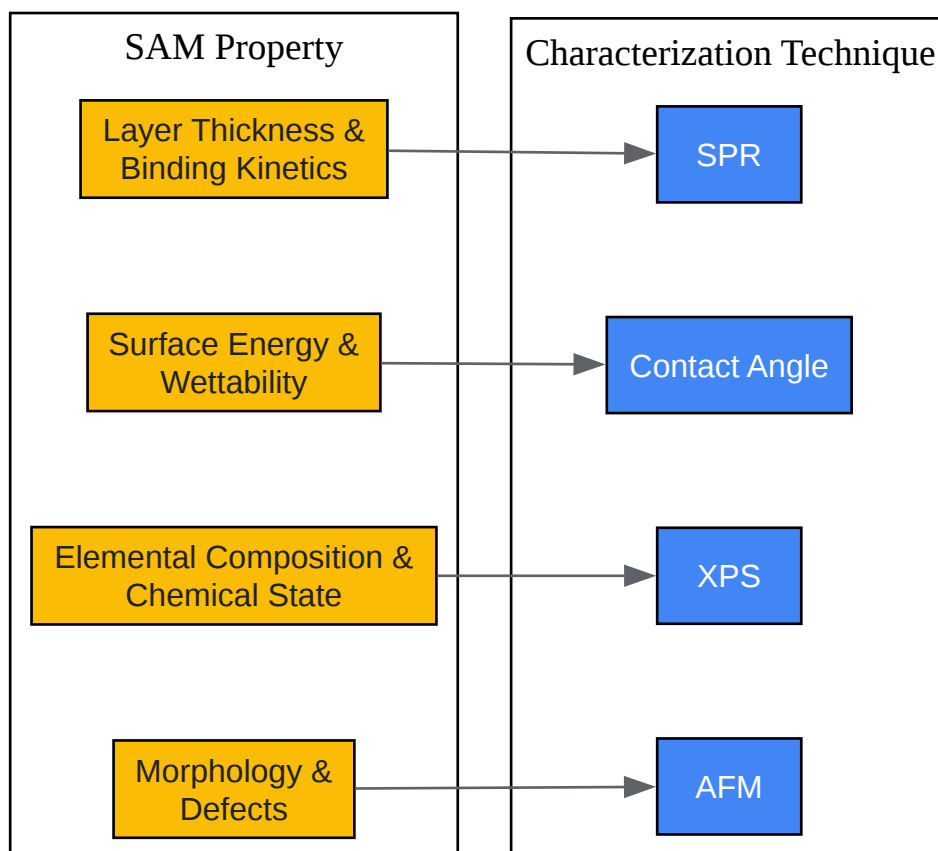 SAM Property
Characterization Technique
Layer Thickness &
Binding Kinetics
SPR
Surface Energy &
Wettability
Contact Angle
Elemental Composition &
Chemical State
XPS
Morphology &
Defects
AFM